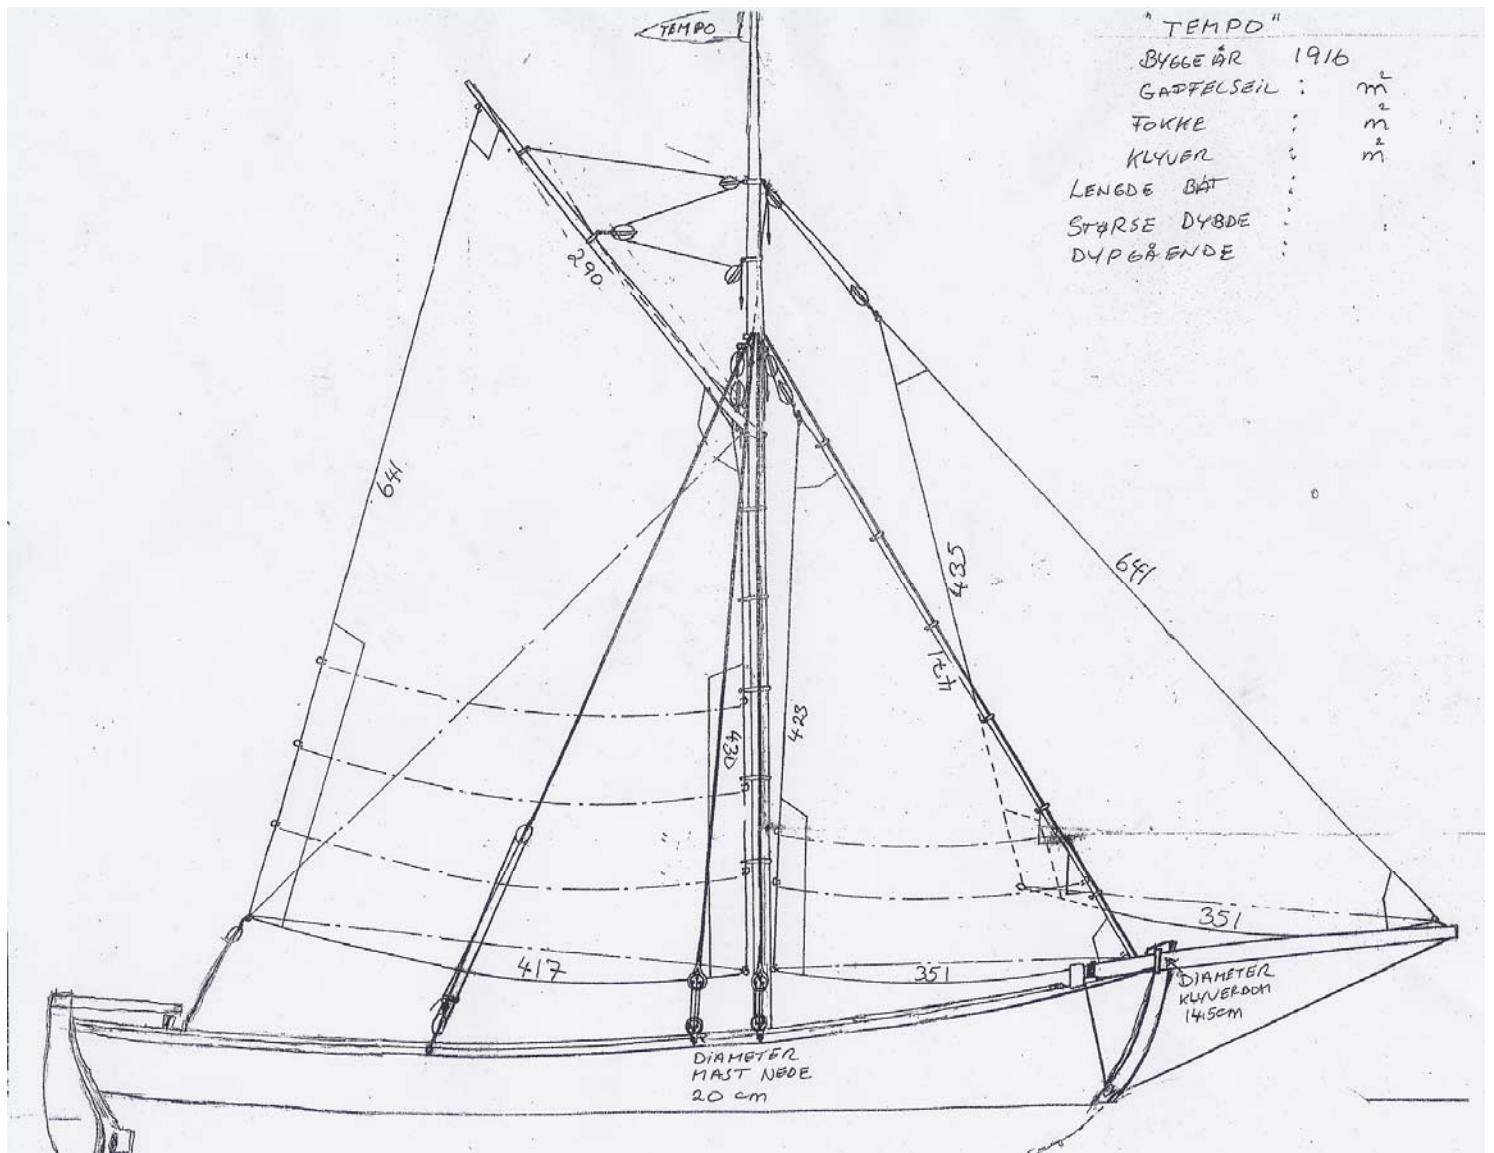 TEMPO
"TEMPO"
BYGGEÅR 1916
GAFFELSEIL : m²
FOKKE : m²
KLYVER : m²
LENGDE BÅT :
STØRSE DYBDE :
DYPGÅENDE :
290
641
435
641
471
430
423
351
417
351
DIAMETER
KLYVERBOM
14,5cm
DIAMETER
MAST NEDE
20 cm